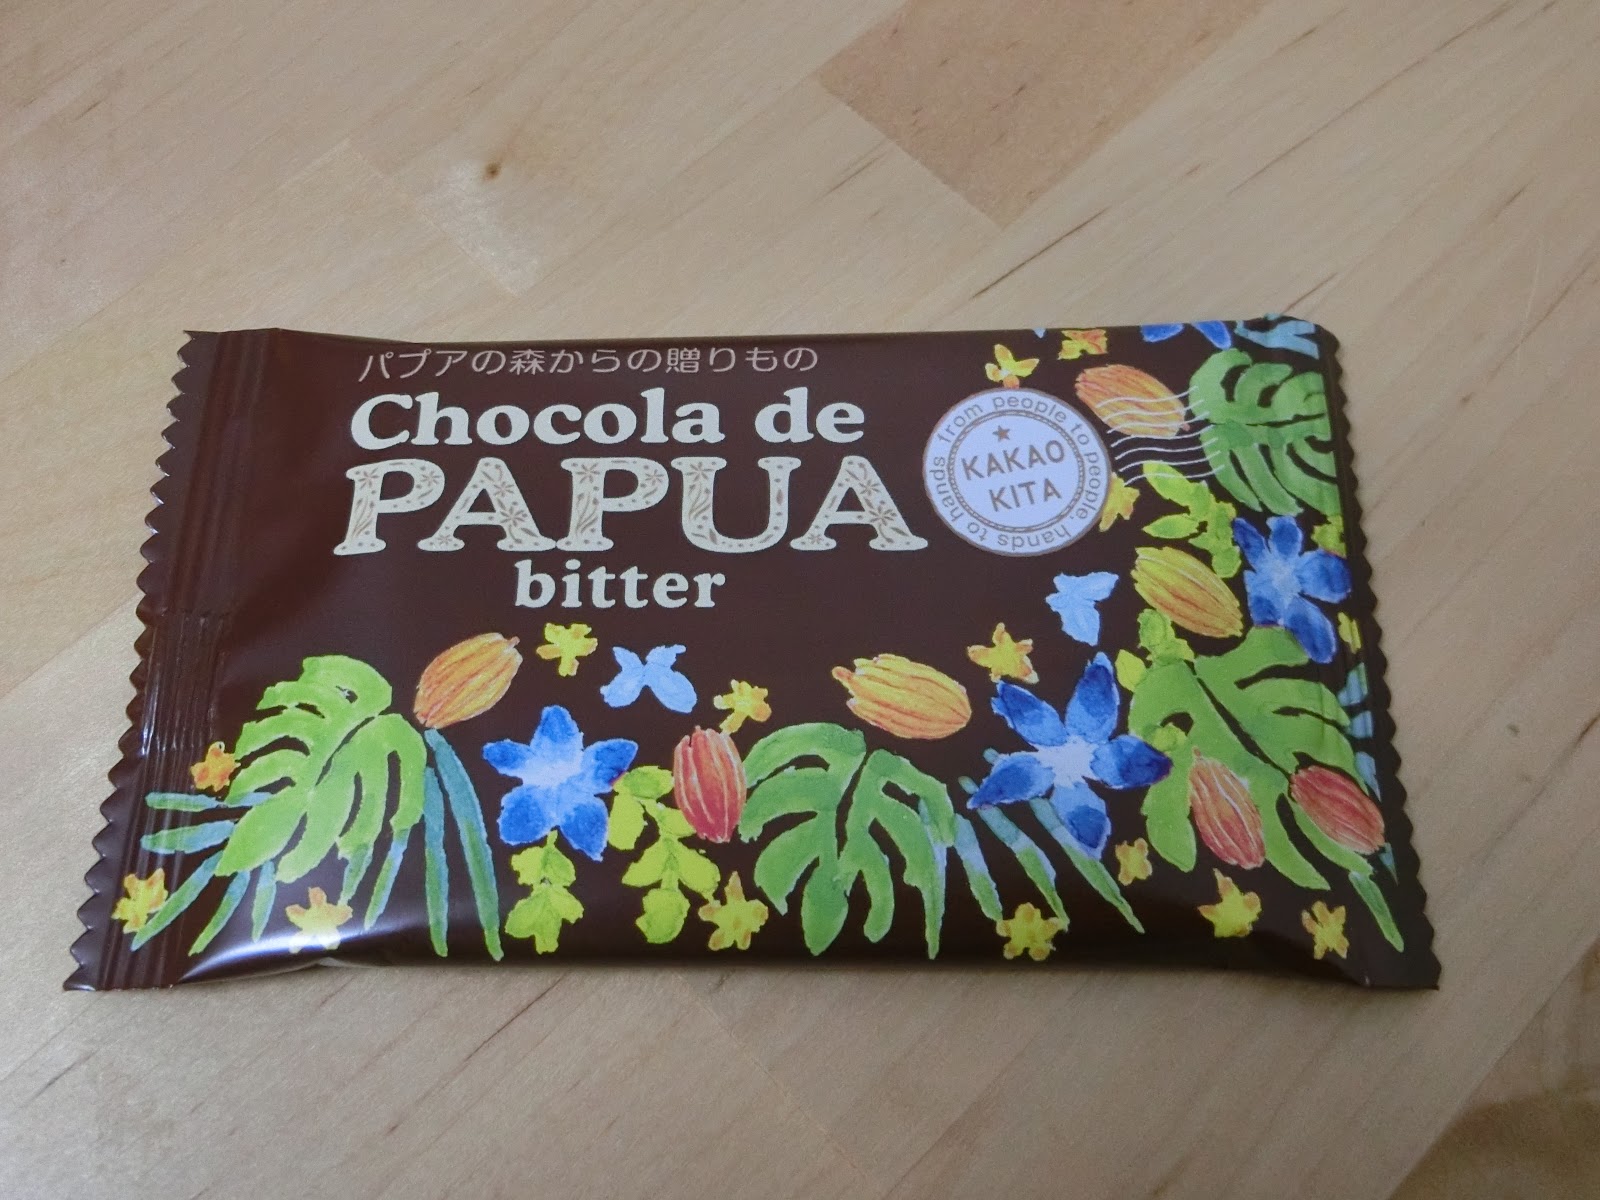 パプアの森からの贈りもの
Chocola de
PAPUA
bitter
from people to people, hands to hands
KAKAO
KITA